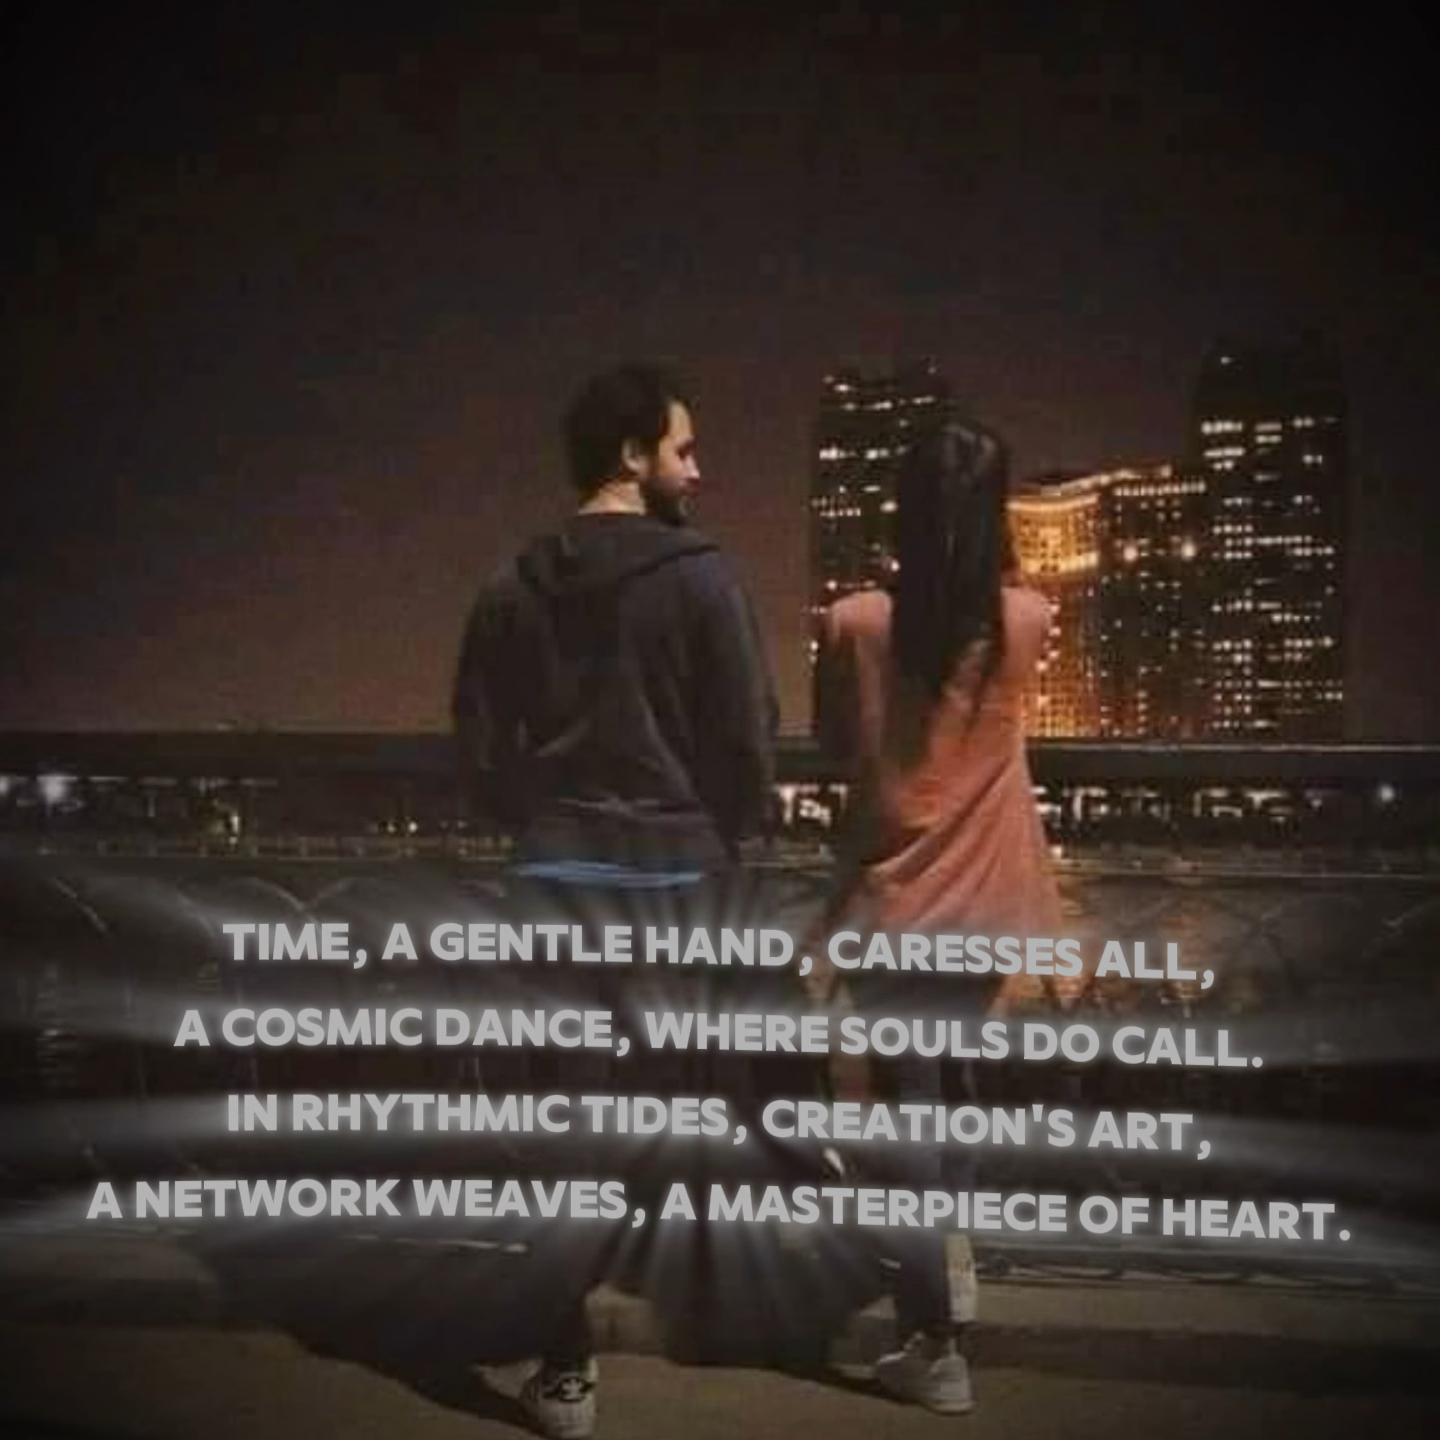 TIME, A GENTLE HAND, CARESSES ALL,
A COSMIC DANCE, WHERE SOULS DO CALL.
IN RHYTHMIC TIDES, CREATION'S ART,
A NETWORK WEAVES, A MASTERPIECE OF HEART.